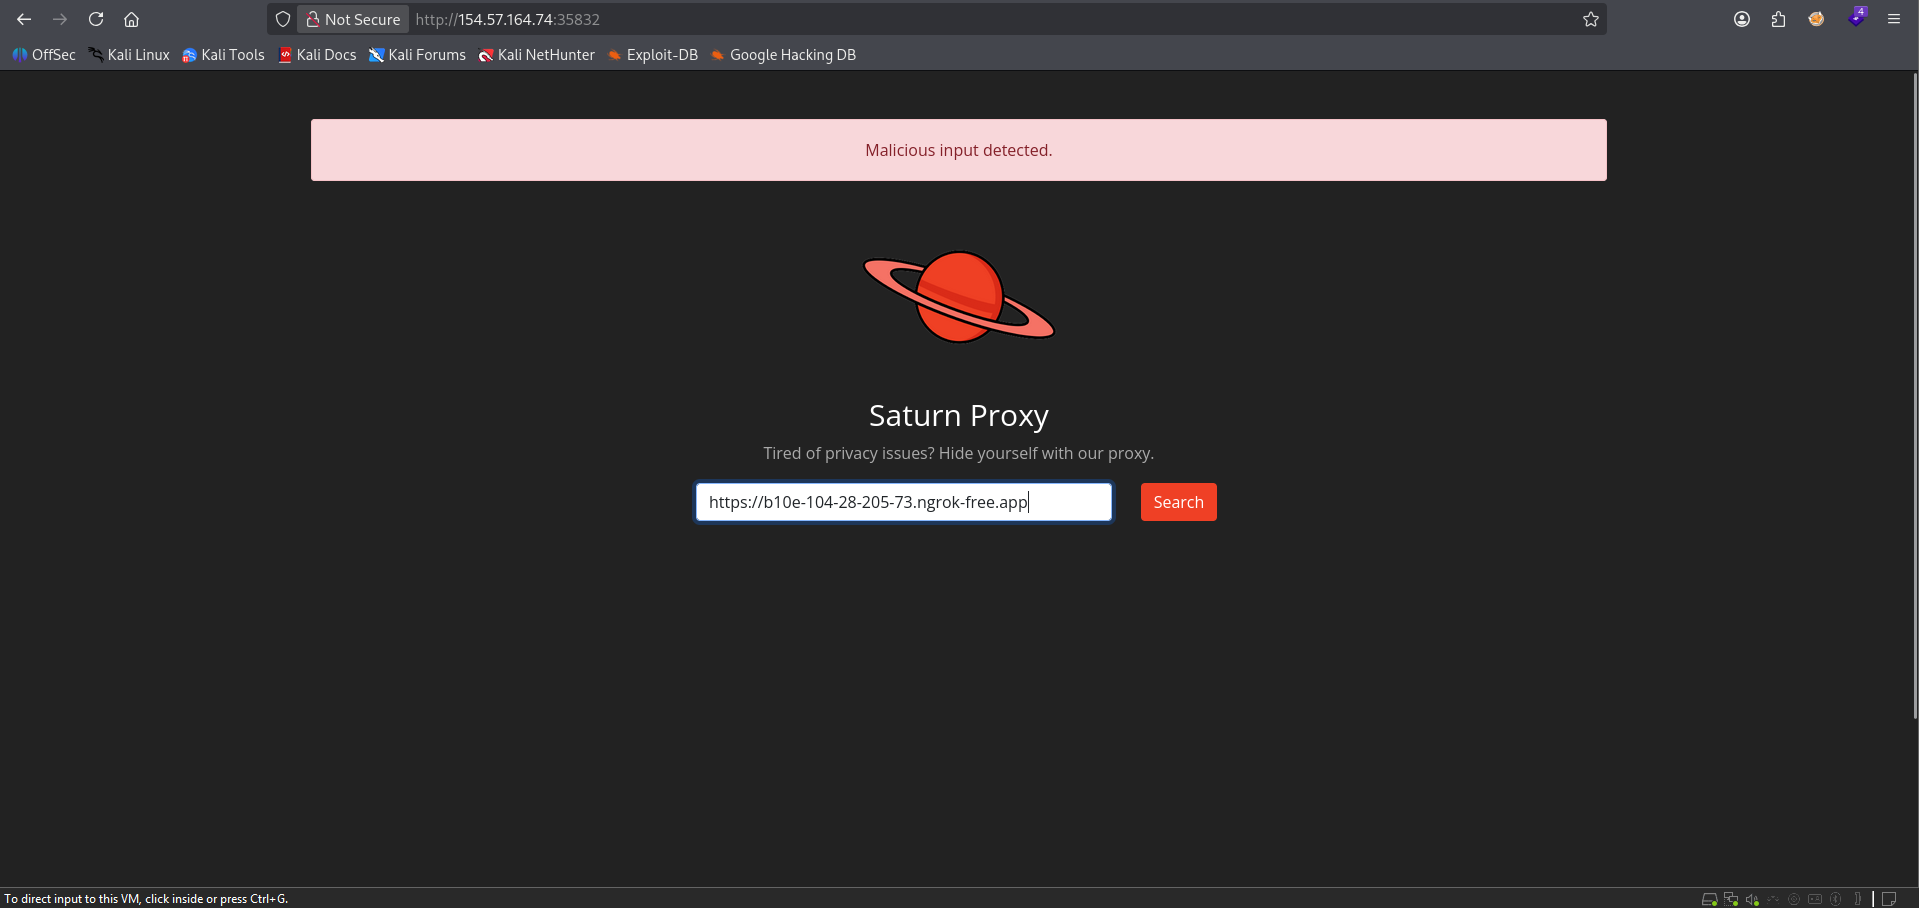 Not Secure http://154.57.164.74:35832
4
OffSec Kali Linux Kali Tools Kali Docs Kali Forums Kali NetHunter Exploit-DB Google Hacking DB
Malicious input detected.
Saturn Proxy
Tired of privacy issues? Hide yourself with our proxy.
https://b10e-104-28-205-73.ngrok-free.app Search
To direct input to this VM, click inside or press Ctrl+G.